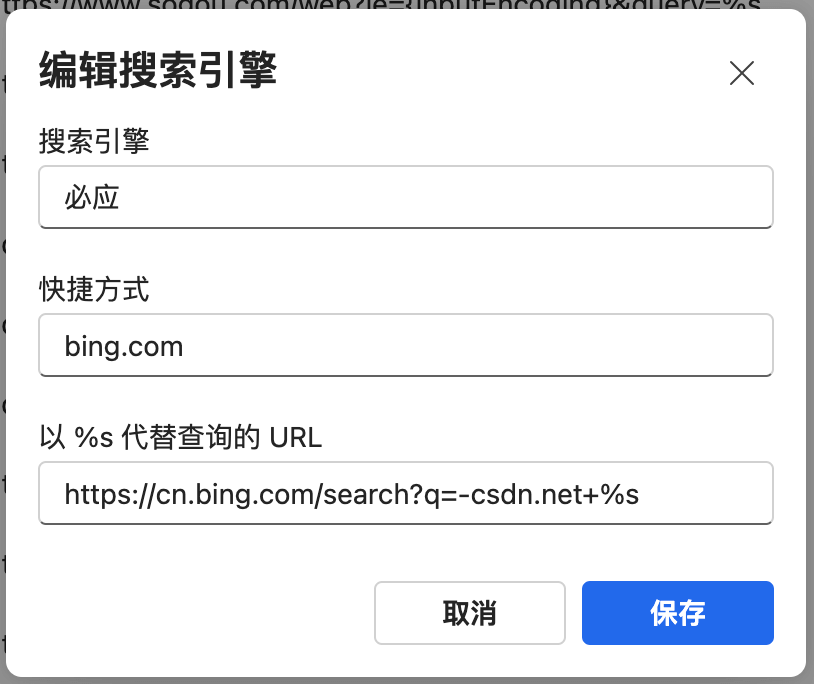 ttps://www.sogou.com/web?ie={inputEncoding}&query=%s
编辑搜索引擎
搜索引擎
必应
快捷方式
bing.com
以 %s 代替查询的 URL
https://cn.bing.com/search?q=-csdn.net+%s
取消
保存